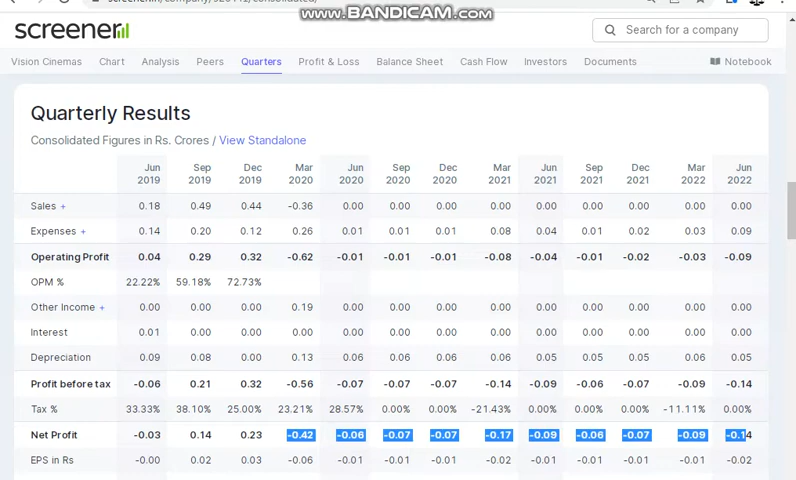 www.BANDICAM.com
screener
Search for a company
Vision Cinemas Chart Analysis Peers Quarters Profit & Loss Balance Sheet Cash Flow Investors Documents Notebook
Quarterly Results
Consolidated Figures in Rs. Crores / View Standalone
Jun 2019 Sep 2019 Dec 2019 Mar 2020 Jun 2020 Sep 2020 Dec 2020 Mar 2021 Jun 2021 Sep 2021 Dec 2021 Mar 2022 Jun 2022
Sales + 0.18 0.49 0.44 -0.36 0.00 0.00 0.00 0.00 0.00 0.00 0.00 0.00 0.00
Expenses + 0.14 0.20 0.12 0.26 0.01 0.01 0.01 0.08 0.04 0.01 0.02 0.03 0.09
Operating Profit 0.04 0.29 0.32 -0.62 -0.01 -0.01 -0.01 -0.08 -0.04 -0.01 -0.02 -0.03 -0.09
OPM % 22.22% 59.18% 72.73%
Other Income + 0.00 0.00 0.00 0.19 0.00 0.00 0.00 0.00 0.00 0.00 0.00 0.00 0.00
Interest 0.01 0.00 0.00 0.00 0.00 0.00 0.00 0.00 0.00 0.00 0.00 0.00 0.00
Depreciation 0.09 0.08 0.00 0.13 0.06 0.06 0.06 0.06 0.05 0.05 0.05 0.06 0.05
Profit before tax -0.06 0.21 0.32 -0.56 -0.07 -0.07 -0.07 -0.14 -0.09 -0.06 -0.07 -0.09 -0.14
Tax % 33.33% 38.10% 25.00% 23.21% 28.57% 0.00% 0.00% -21.43% 0.00% 0.00% 0.00% -11.11% 0.00%
Net Profit -0.03 0.14 0.23 -0.42 -0.06 -0.07 -0.07 -0.17 -0.09 -0.06 -0.07 -0.09 -0.14
EPS in Rs -0.00 0.02 0.03 -0.06 -0.01 -0.01 -0.01 -0.02 -0.01 -0.01 -0.01 -0.01 -0.02